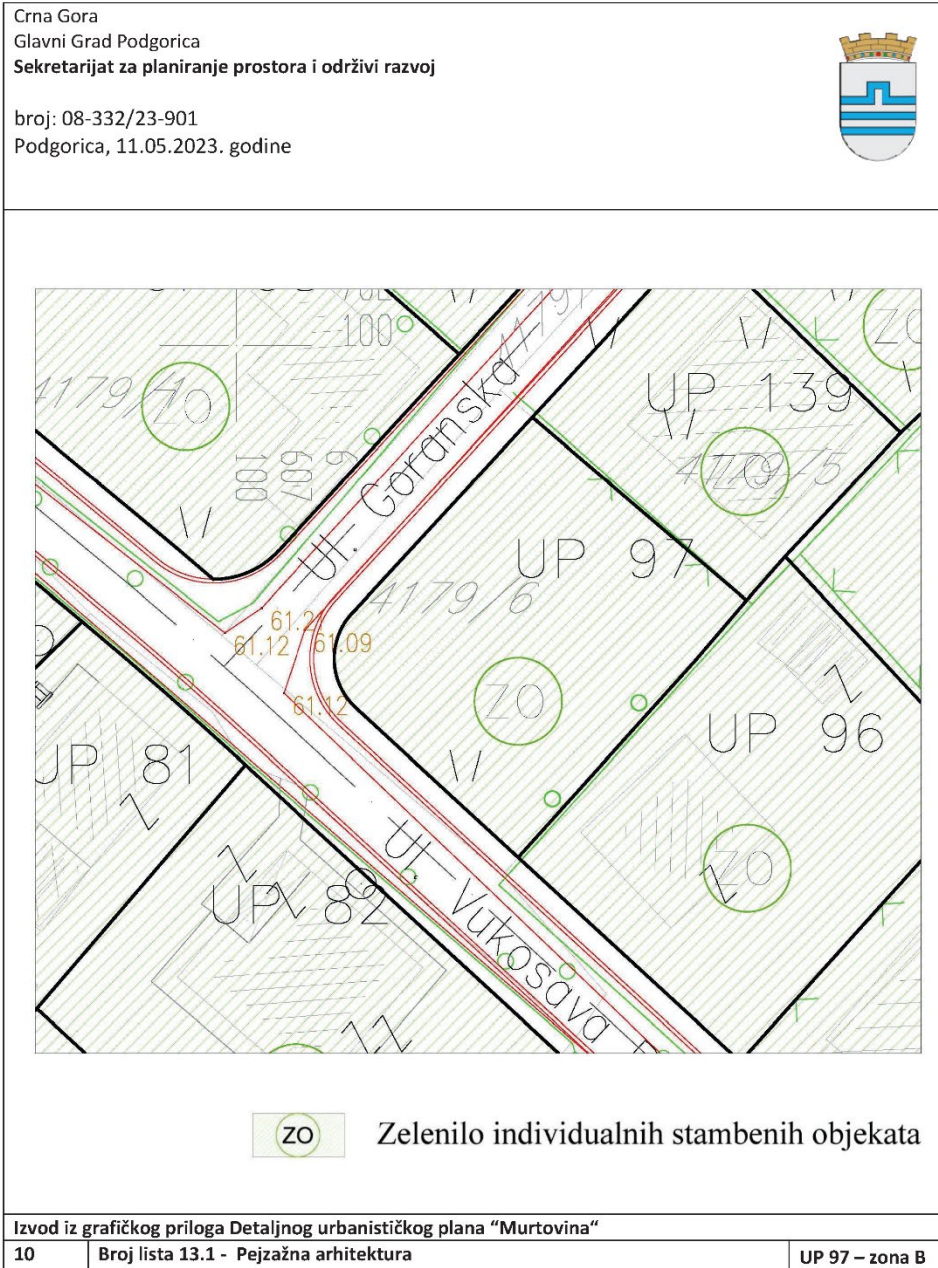 Crna Gora
Glavni Grad Podgorica
Sekretarijat za planiranje prostora i održivi razvoj
broj: 08-332/23-901
Podgorica, 11.05.2023. godine
100
4179/1
ZO
100
607
Ul. Goranska
UP 139
4179/5
ZO
ZO
UP 97
4179/6
61.12
61.09
61.12
ZO
UP 96
ZO
UP 81
UP 82
Ul. Vukosava
ZO Zelenilo individualnih stambenih objekata
Izvod iz grafičkog priloga Detaljnog urbanističkog plana “Murtovina“
10 Broj lista 13.1 - Pejzažna arhitektura UP 97 – zona B